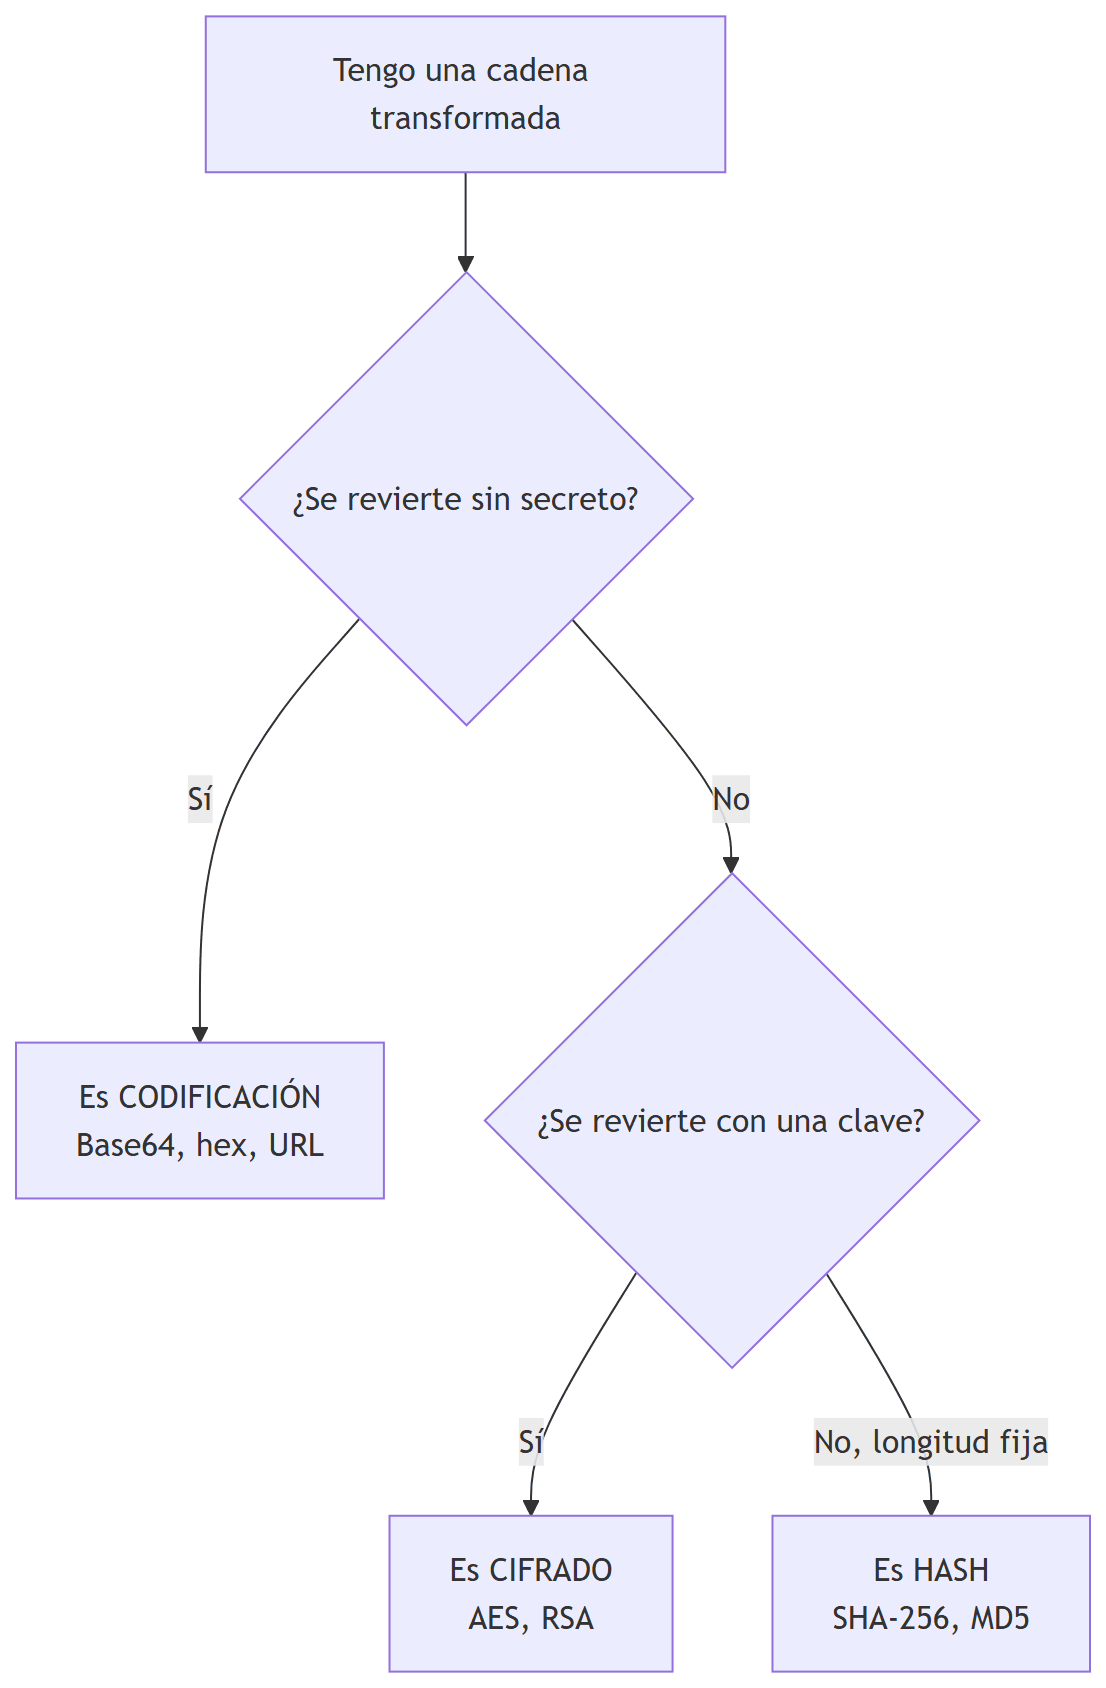 Tengo una cadena
transformada
¿Se revierte sin secreto?
Sí
No
Es CODIFICACIÓN
Base64, hex, URL
¿Se revierte con una clave?
Sí
No, longitud fija
Es CIFRADO
AES, RSA
Es HASH
SHA-256, MD5